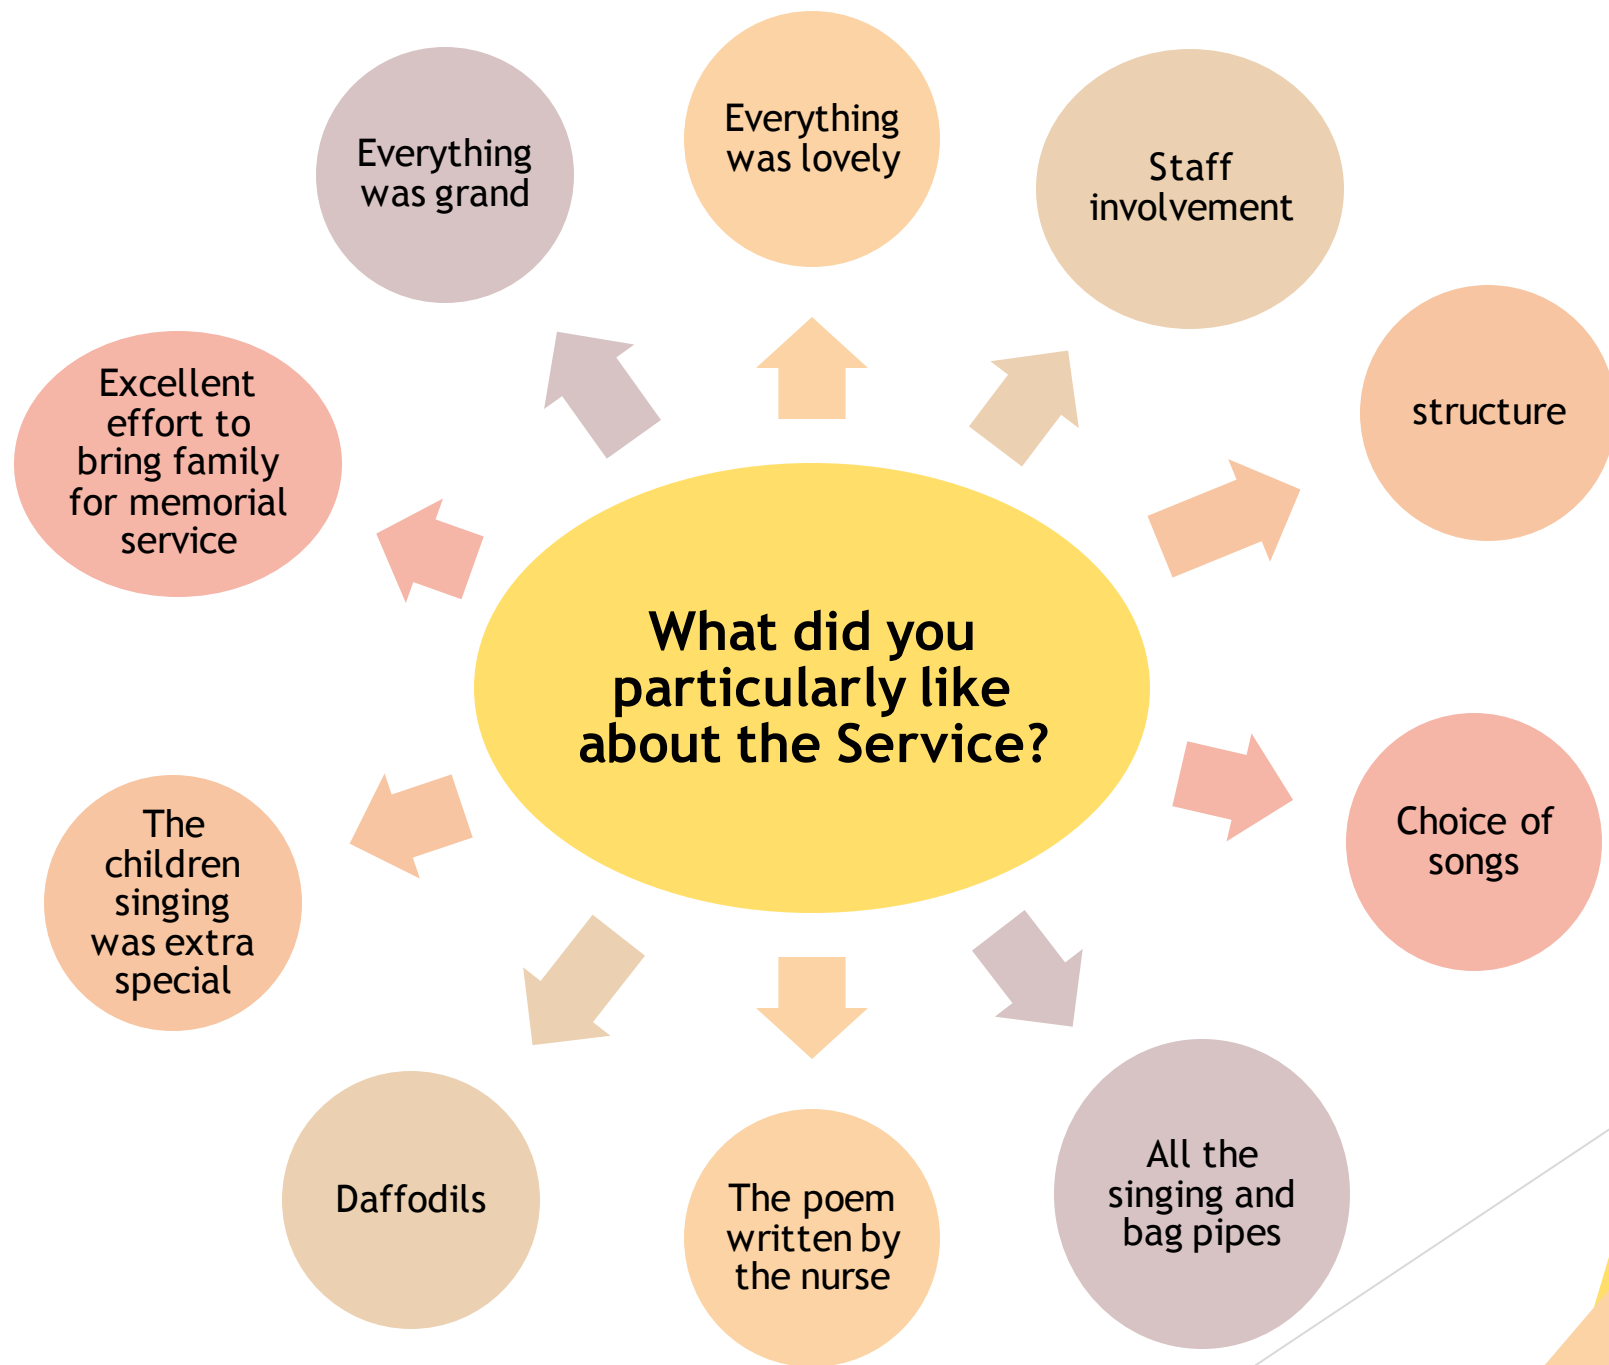 Everything
was lovely
Staff
involvement
structure
Choice of
songs
All the
singing and
bag pipes
The poem
written by
the nurse
Daffodils
The
children
singing
was extra
special
Excellent
effort to
bring family
for memorial
service
Everything
was grand
What did you
particularly like
about the Service?